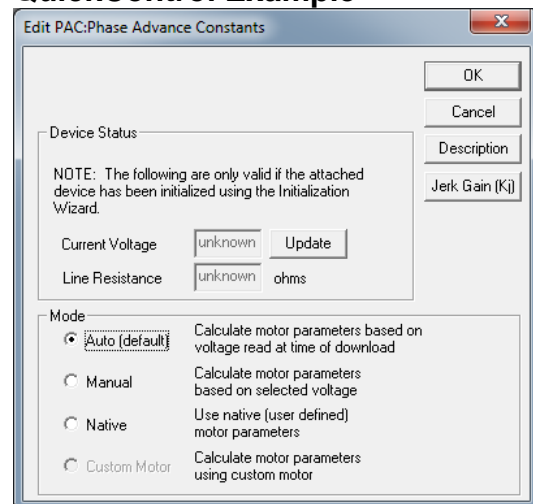 QuickControl Example
Edit PAC:Phase Advance Constants
OK
Cancel
Description
Jerk Gain (Kj)
Device Status
NOTE: The following are only valid if the attached
device has been initialized using the Initialization
Wizard.
Current Voltage unknown Update
Line Resistance unknown ohms
Mode
Auto (default) Calculate motor parameters based on
voltage read at time of download
Manual Calculate motor parameters
based on selected voltage
Native Use native (user defined)
motor parameters
Custom Motor Calculate motor parameters
using custom motor